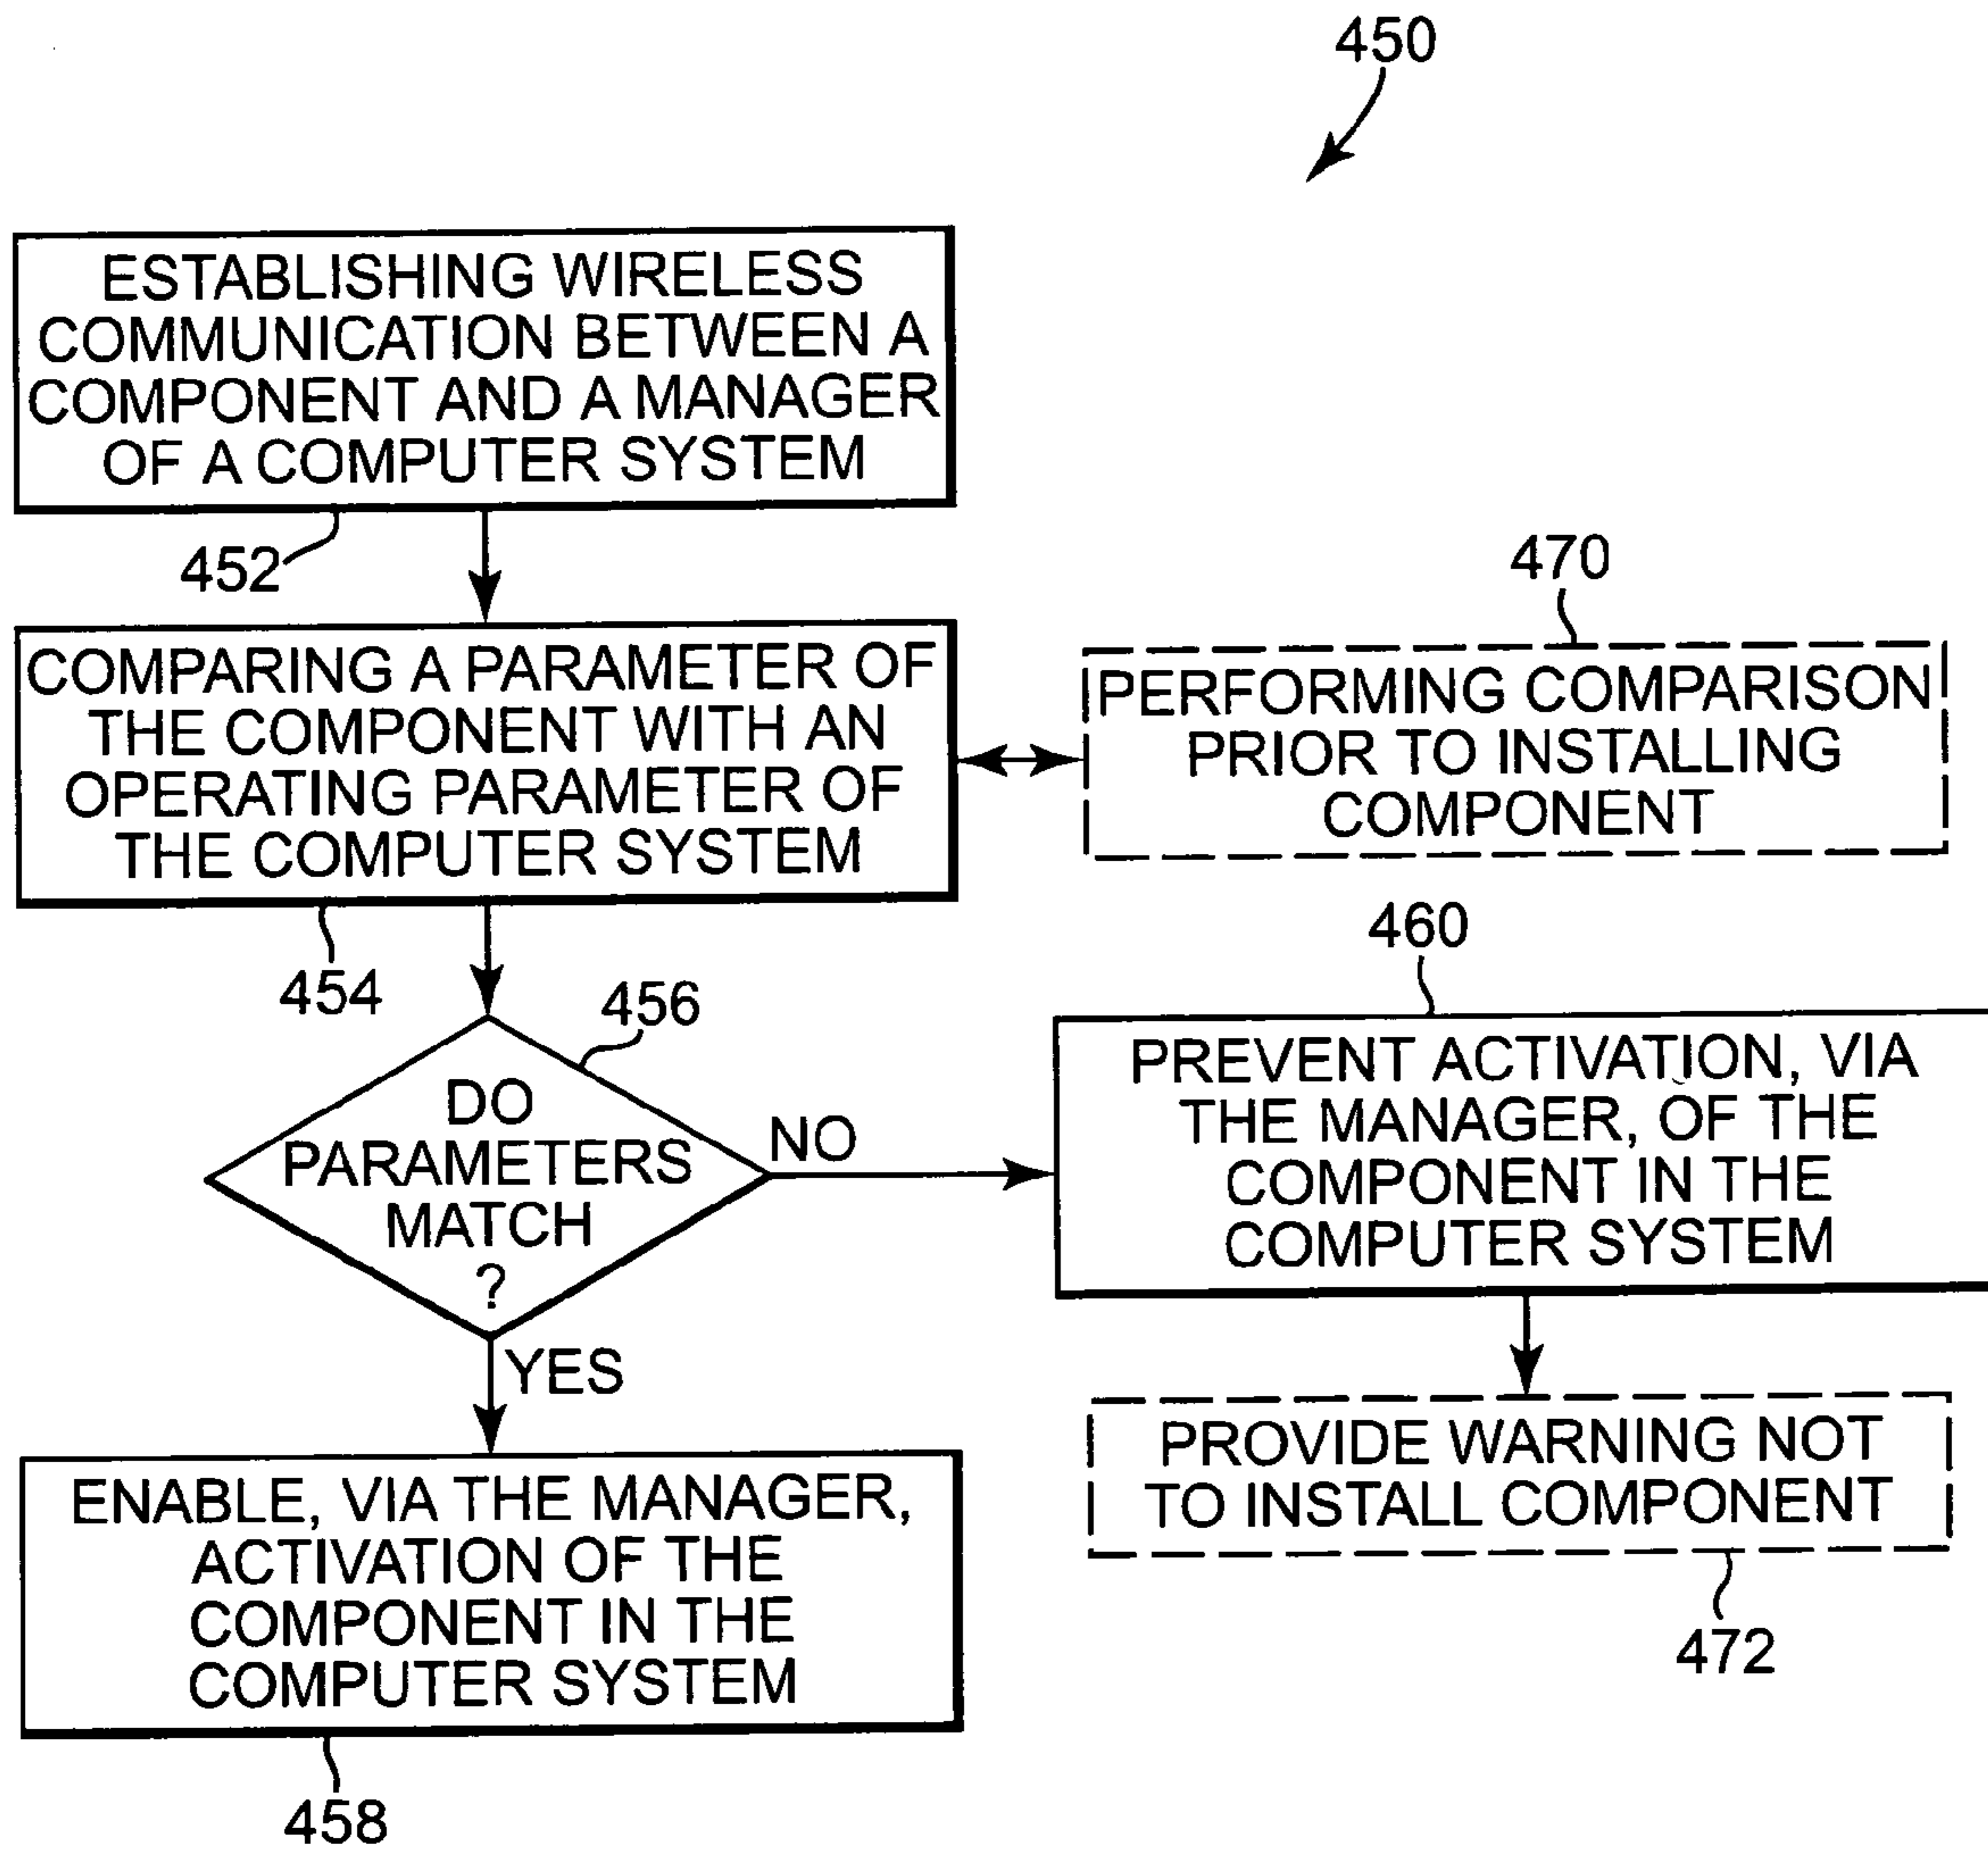 450
ESTABLISHING WIRELESS
COMMUNICATION BETWEEN A
COMPONENT AND A MANAGER
OF A COMPUTER SYSTEM
452
COMPARING A PARAMETER OF
THE COMPONENT WITH AN
OPERATING PARAMETER OF
THE COMPUTER SYSTEM
454
470
PERFORMING COMPARISON
PRIOR TO INSTALLING
COMPONENT
456
DO
PARAMETERS
MATCH
?
NO
YES
460
PREVENT ACTIVATION, VIA
THE MANAGER, OF THE
COMPONENT IN THE
COMPUTER SYSTEM
PROVIDE WARNING NOT
TO INSTALL COMPONENT
472
ENABLE, VIA THE MANAGER,
ACTIVATION OF THE
COMPONENT IN THE
COMPUTER SYSTEM
458